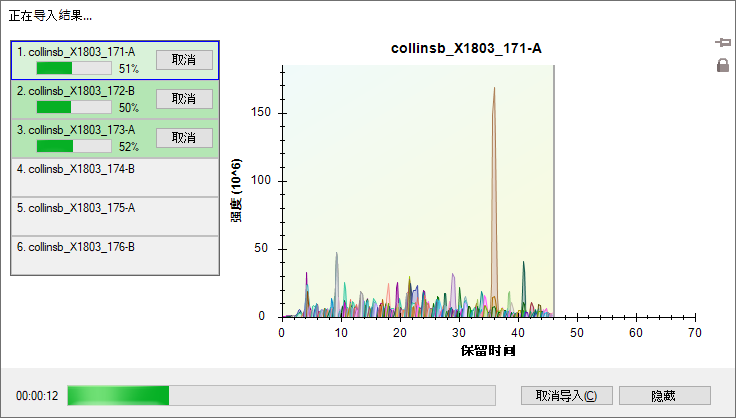 正在导入结果...
1. collinsb_X1803_171-A
51%
取消
2. collinsb_X1803_172-B
50%
取消
3. collinsb_X1803_173-A
52%
取消
4. collinsb_X1803_174-B
5. collinsb_X1803_175-A
6. collinsb_X1803_176-B
collinsb_X1803_171-A
强度 (10^6)
150
100
50
0
0 10 20 30 40 50 60 70
保留时间
00:00:12
取消导入(C)
隐藏